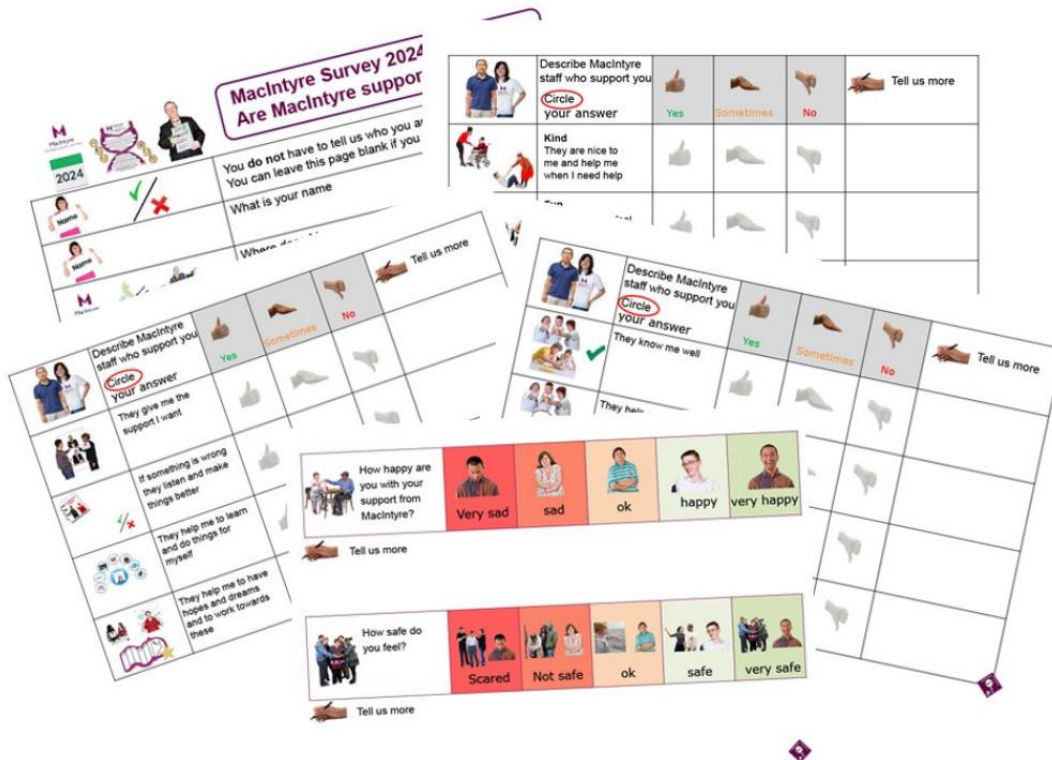 MacIntyre Survey 2024
Are MacIntyre support
MacIntyre
2024
You do not have to tell us who you
You can leave this page blank if you
Name
What is your name
Name
Describe MacIntyre
staff who support you
Circle
your answer
Yes
Sometimes
No
Tell us more
Kind
They are nice to
me and help me
when I need help
Fun
Describe MacIntyre
staff who support you
Circle
your answer
Yes
Sometimes
No
Tell us more
They give me the
support I want
If something is wrong
they listen and make
things better
They help me to learn
and do things for
myself
They help me to have
hopes and dreams
and to work towards
these
Describe MacIntyre
staff who support you
Circle
your answer
Yes
Sometimes
No
Tell us more
They know me well
They help
How happy are
you with your
support from
MacIntyre?
Very sad
sad
ok
happy
very happy
Tell us more
How safe do
you feel?
Scared
Not safe
ok
safe
very safe
Tell us more